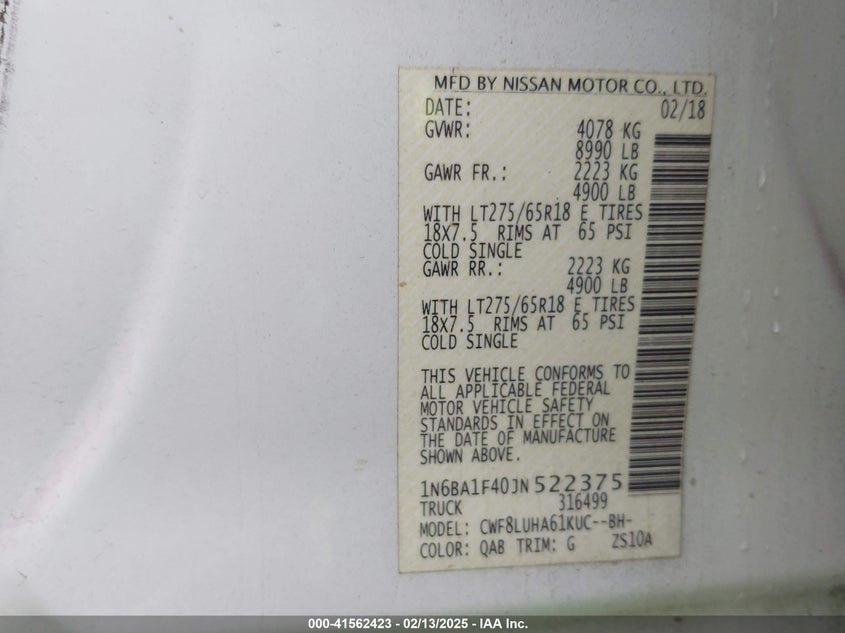 MFD BY NISSAN MOTOR CO., LTD.
DATE: 02/18
GVWR: 4078 KG
8990 LB
GAWR FR.: 2223 KG
4900 LB
WITH LT275/65R18 E TIRES
18X7.5 RIMS AT 65 PSI
COLD SINGLE
GAWR RR.: 2223 KG
4900 LB
WITH LT275/65R18 E TIRES
18X7.5 RIMS AT 65 PSI
COLD SINGLE
THIS VEHICLE CONFORMS TO
ALL APPLICABLE FEDERAL
MOTOR VEHICLE SAFETY
STANDARDS IN EFFECT ON
THE DATE OF MANUFACTURE
SHOWN ABOVE.
1N6BA1F40JN522375
TRUCK 316499
MODEL: CWF8LUHA61KUC--BH-
COLOR: QAB TRIM: G ZS10A
000-41562423 - 02/13/2025 - IAA Inc.